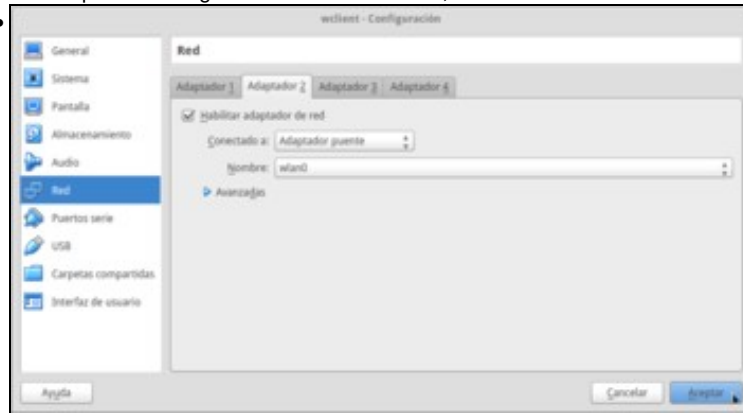 wclient - Configuración
General
Sistema
Pantalla
Almacenamiento
Audio
Red
Puertos serie
USB
Carpetas compartidas
Interfaz de usuario
Red
Adaptador 1 Adaptador 2 Adaptador 3 Adaptador 4
Habilitar adaptador de red
Conectado a: Adaptador puente
Nombre: wlan0
Avanzadas
Ayuda
Cancelar
Aceptar